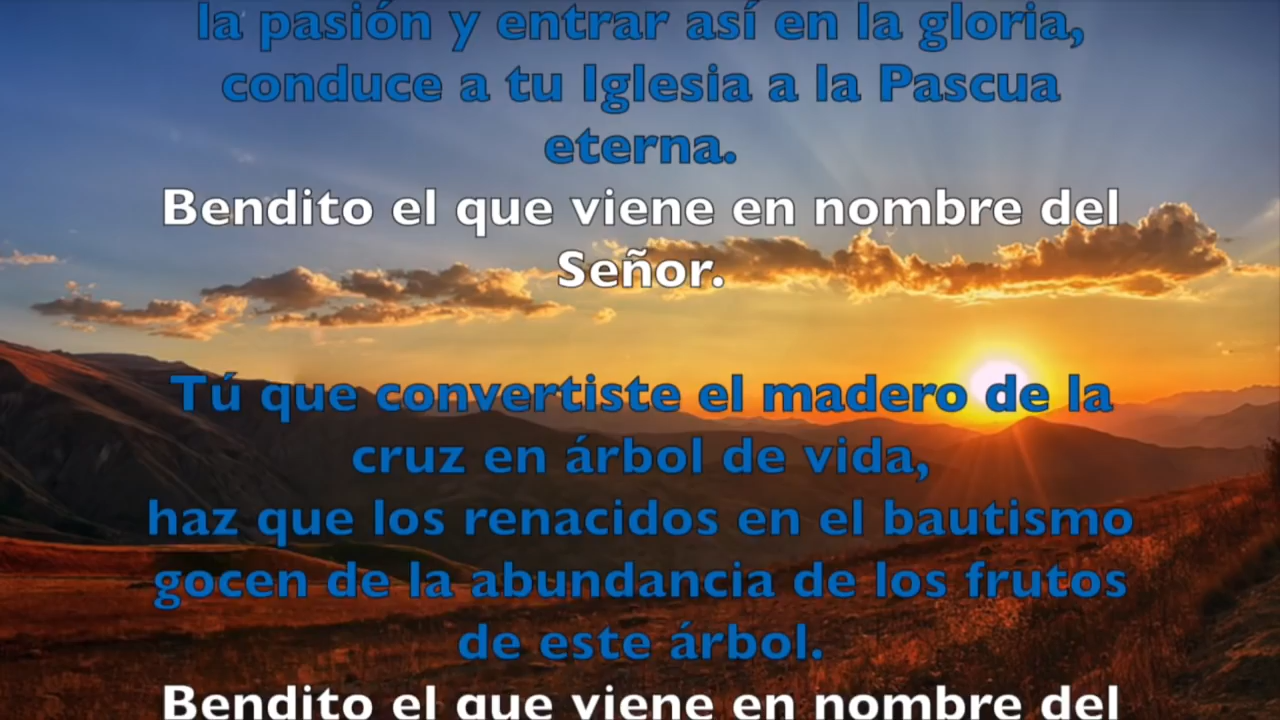 la pasión y entrar así en la gloria,
conduce a tu Iglesia a la Pascua
eterna.
Bendito el que viene en nombre del
Señor.
Tú que convertiste el madero de la
cruz en árbol de vida,
haz que los renacidos en el bautismo
gocen de la abundancia de los frutos
de este árbol.
Bendito el que viene en nombre del